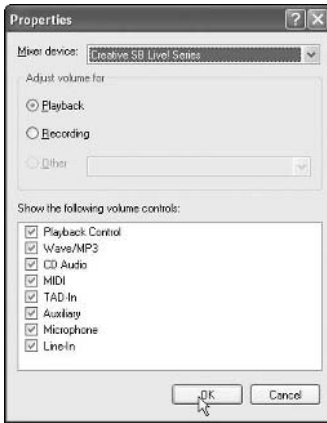 Properties
Mixer device: Creative SB Live! Series
Adjust volume for
Playback
Recording
Other
Show the following volume controls:
Playback Control
Wave/MP3
CD Audio
MIDI
TAD-In
Auxiliary
Microphone
Line-In
OK Cancel